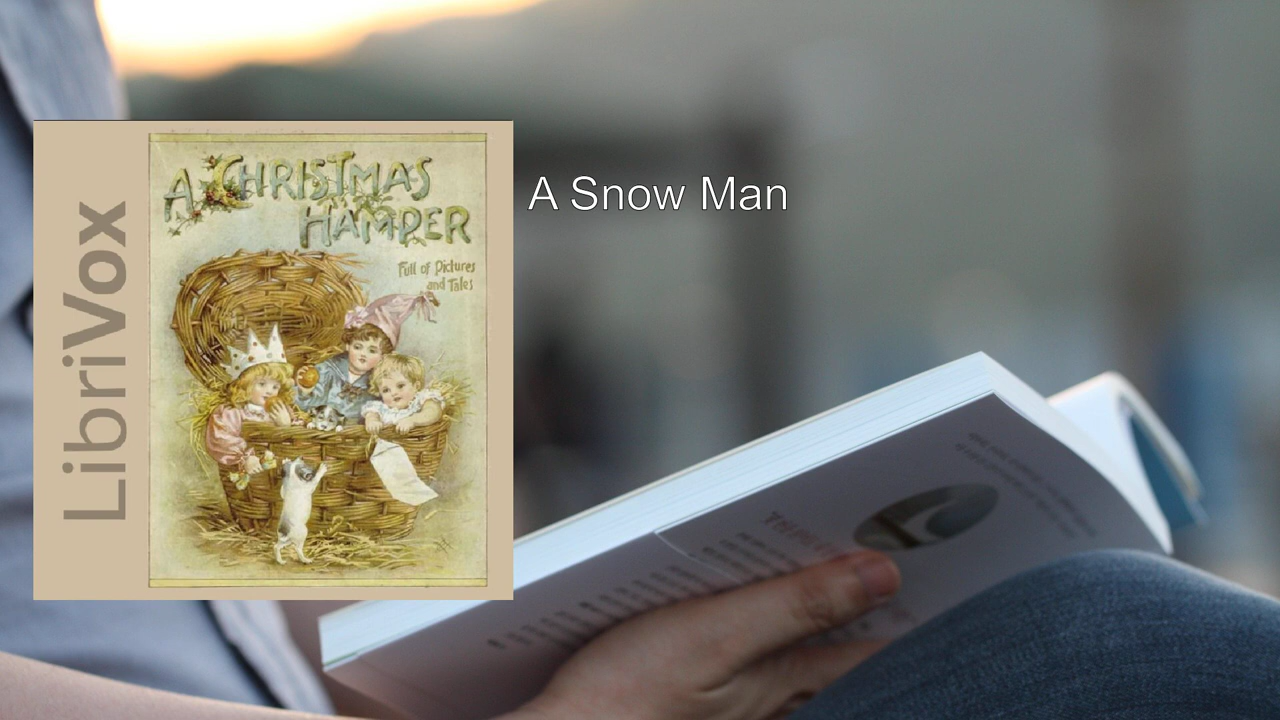 LibriVox
A CHRISTMAS
HAMPER
Full of Pictures
and Tales
A Snow Man